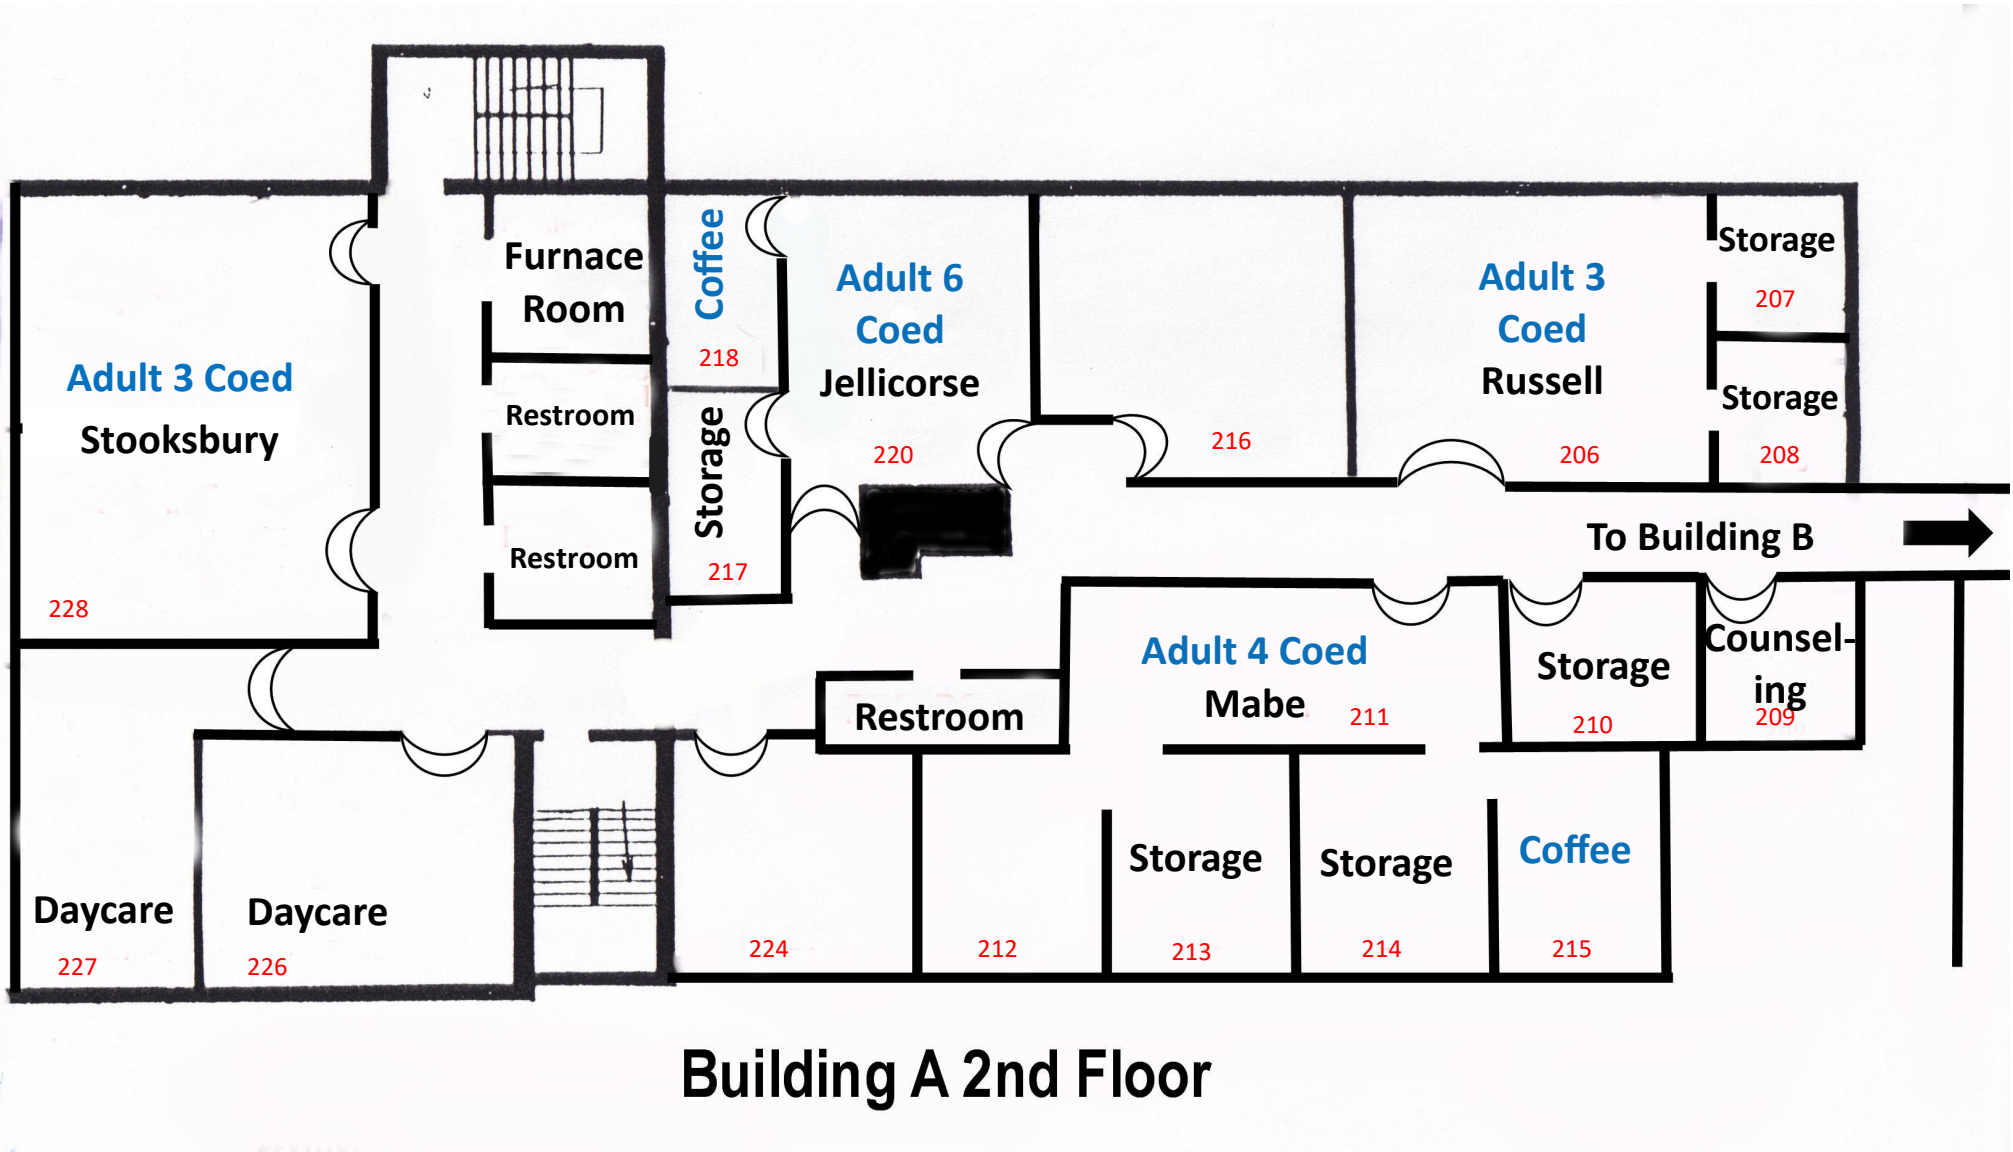 Furnace
Room
Coffee
218
Adult 6
Coed
Jellicorse
220
216
Adult 3
Coed
Russell
206
Storage
207
Storage
208
Adult 3 Coed
Stooksbury
228
Restroom
Restroom
Storage
217
To Building B
Adult 4 Coed
Mabe
211
Storage
210
Counsel-
ing
209
Restroom
Daycare
227
Daycare
226
224
212
Storage
213
Storage
214
Coffee
215
Building A 2nd Floor